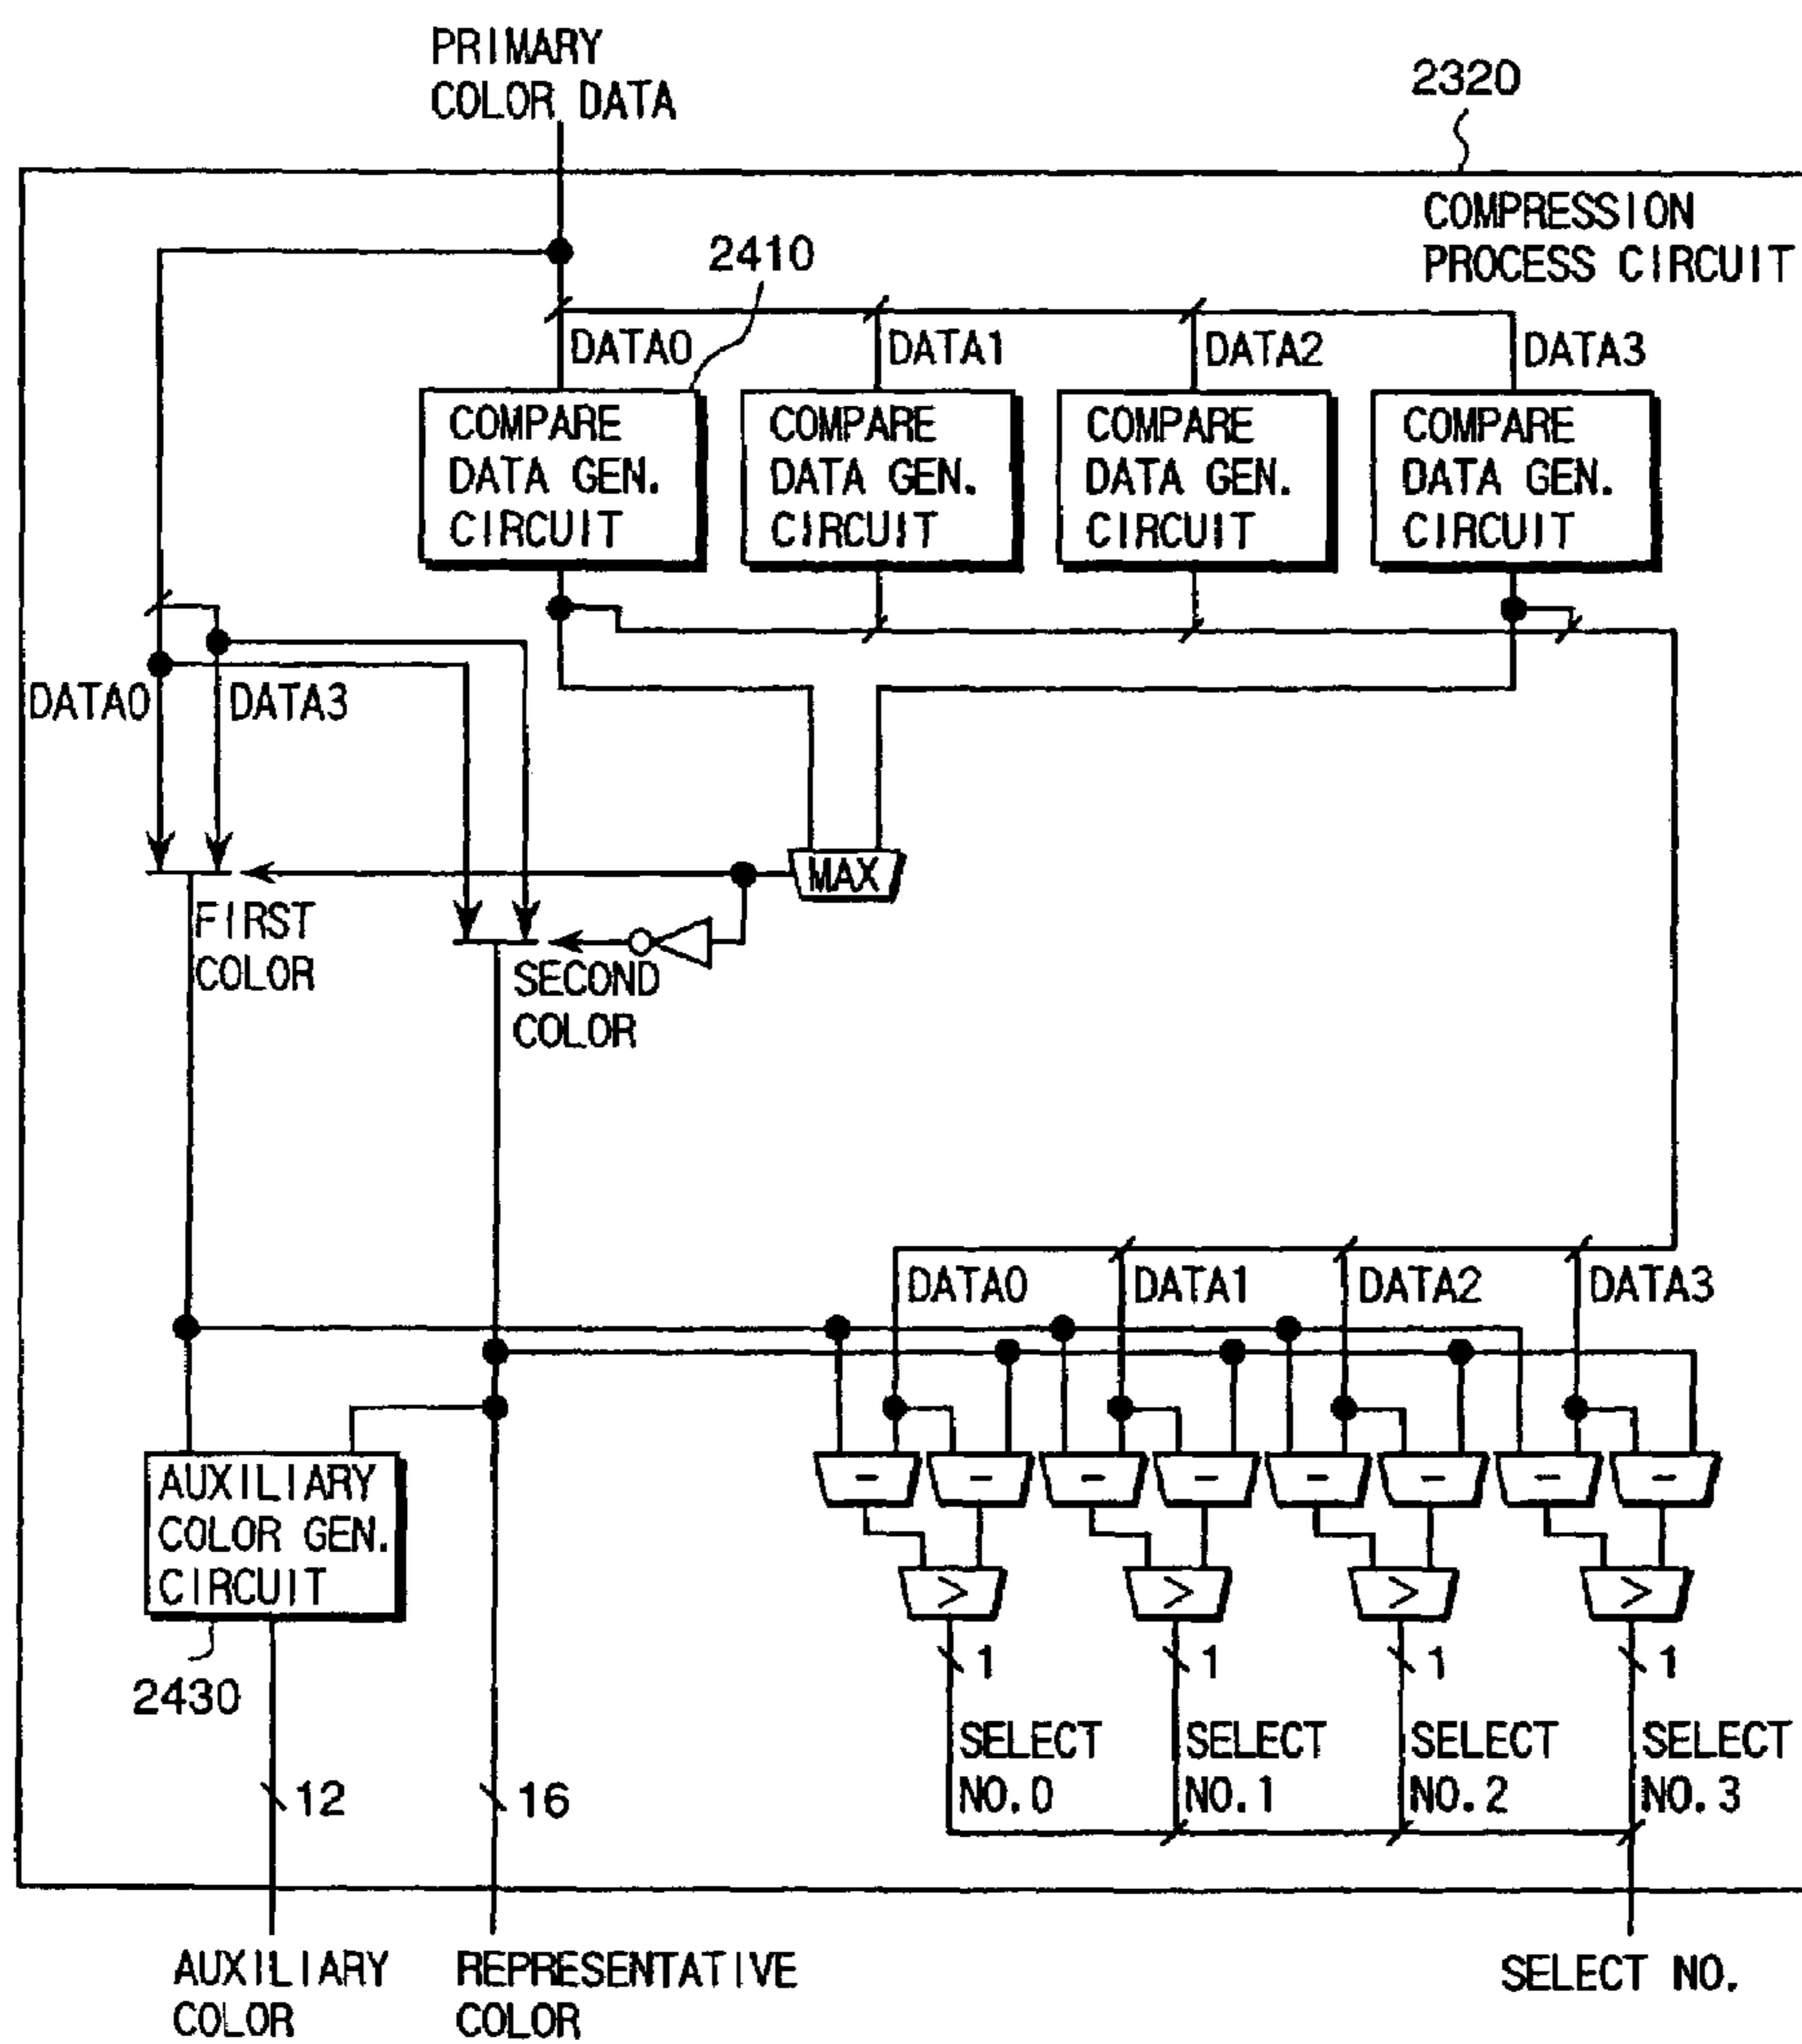 PRIMARY
COLOR DATA
2320
COMPRESSION
PROCESS CIRCUIT
2410
DATA0
DATA1
DATA2
DATA3
COMPARE
DATA GEN.
CIRCUIT
COMPARE
DATA GEN.
CIRCUIT
COMPARE
DATA GEN.
CIRCUIT
COMPARE
DATA GEN.
CIRCUIT
DATA0
DATA3
MAX
FIRST
COLOR
SECOND
COLOR
DATA0
DATA1
DATA2
DATA3
AUXILIARY
COLOR GEN.
CIRCUIT
2430
-
-
-
-
-
-
-
-
>
>
>
>
1
1
1
1
SELECT
NO.0
SELECT
NO.1
SELECT
NO.2
SELECT
NO.3
12
16
AUXILIARY
COLOR
REPRESENTATIVE
COLOR
SELECT NO.